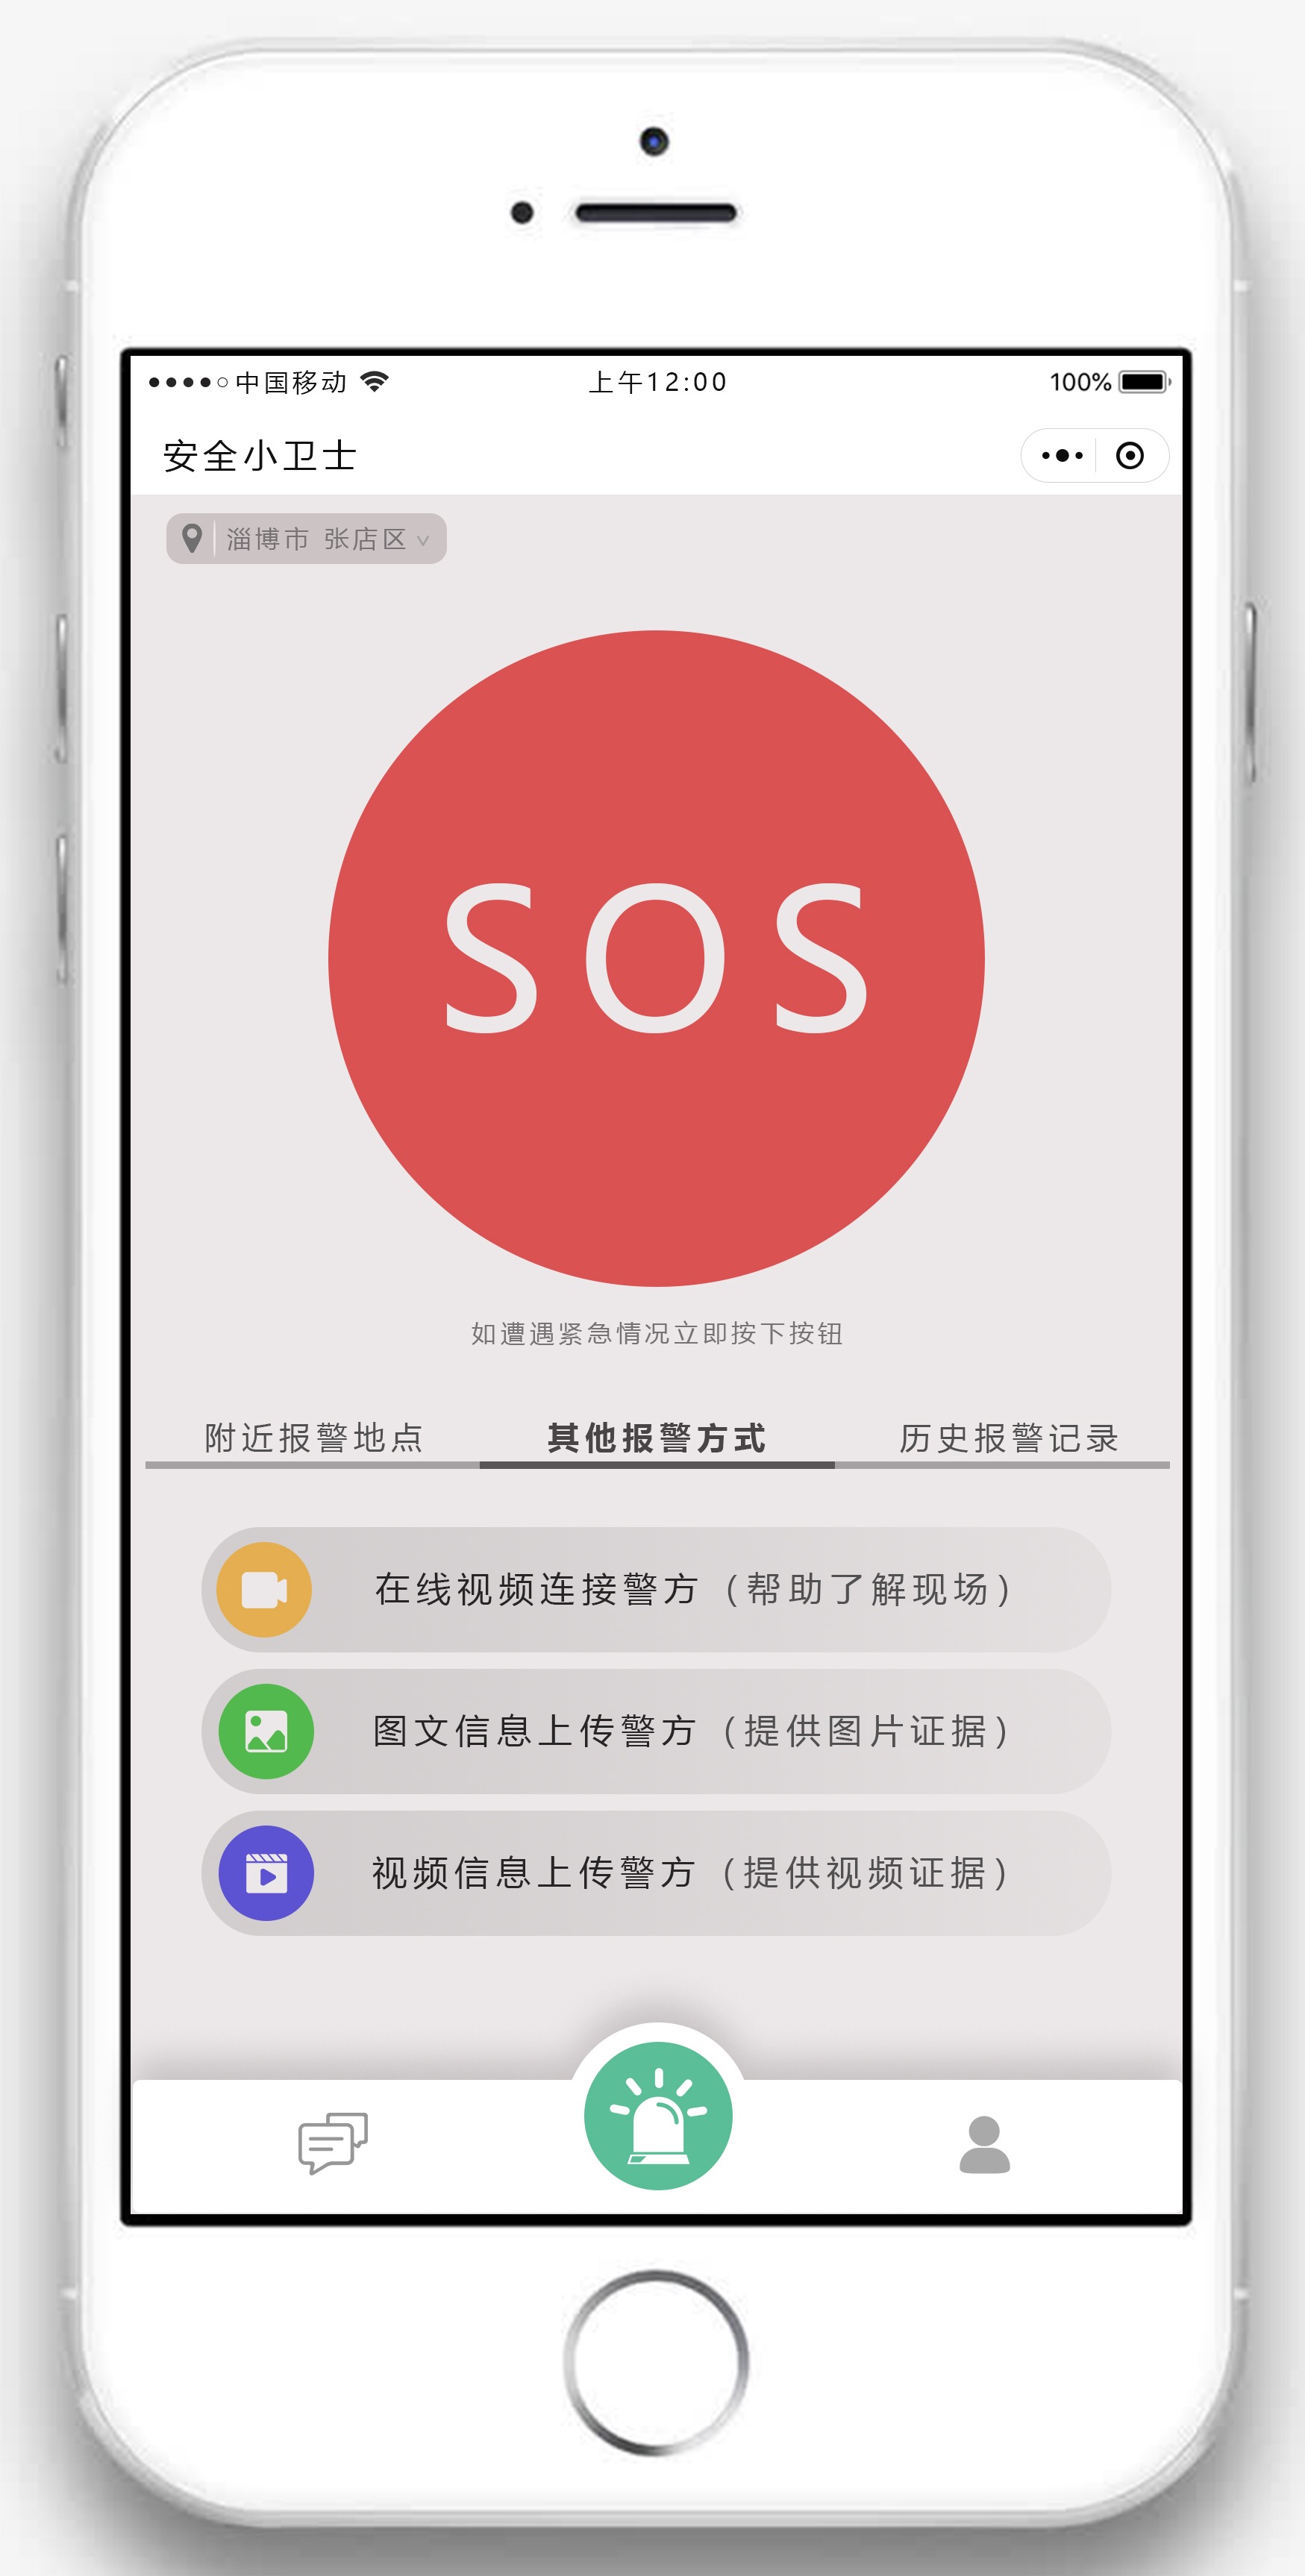 中国移动 上午12:00 100%
安全小卫士
淄博市 张店区
SOS
如遭遇紧急情况立即按下按钮
附近报警地点 其他报警方式 历史报警记录
在线视频连接警方（帮助了解现场）
图文信息上传警方（提供图片证据）
视频信息上传警方（提供视频证据）